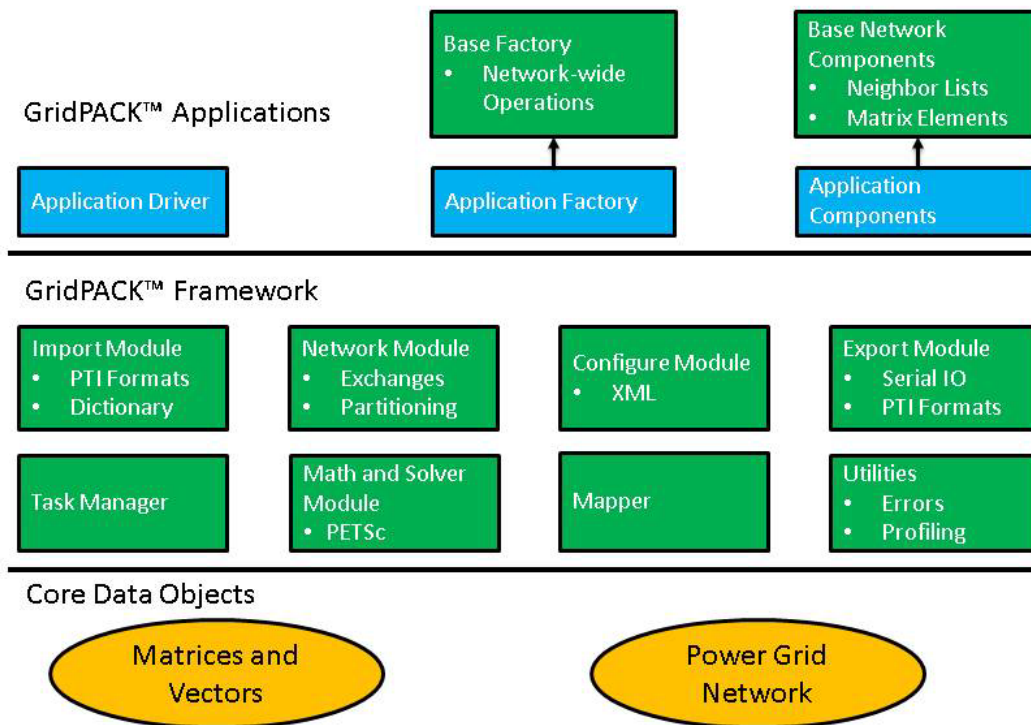 GridPACK™ Applications
Base Factory
• Network-wide
Operations
Base Network
Components
• Neighbor Lists
• Matrix Elements
Application Driver
Application Factory
Application
Components
GridPACK™ Framework
Import Module
• PTI Formats
• Dictionary
Network Module
• Exchanges
• Partitioning
Configure Module
• XML
Export Module
• Serial IO
• PTI Formats
Task Manager
Math and Solver
Module
• PETSc
Mapper
Utilities
• Errors
• Profiling
Core Data Objects
Matrices and
Vectors
Power Grid
Network